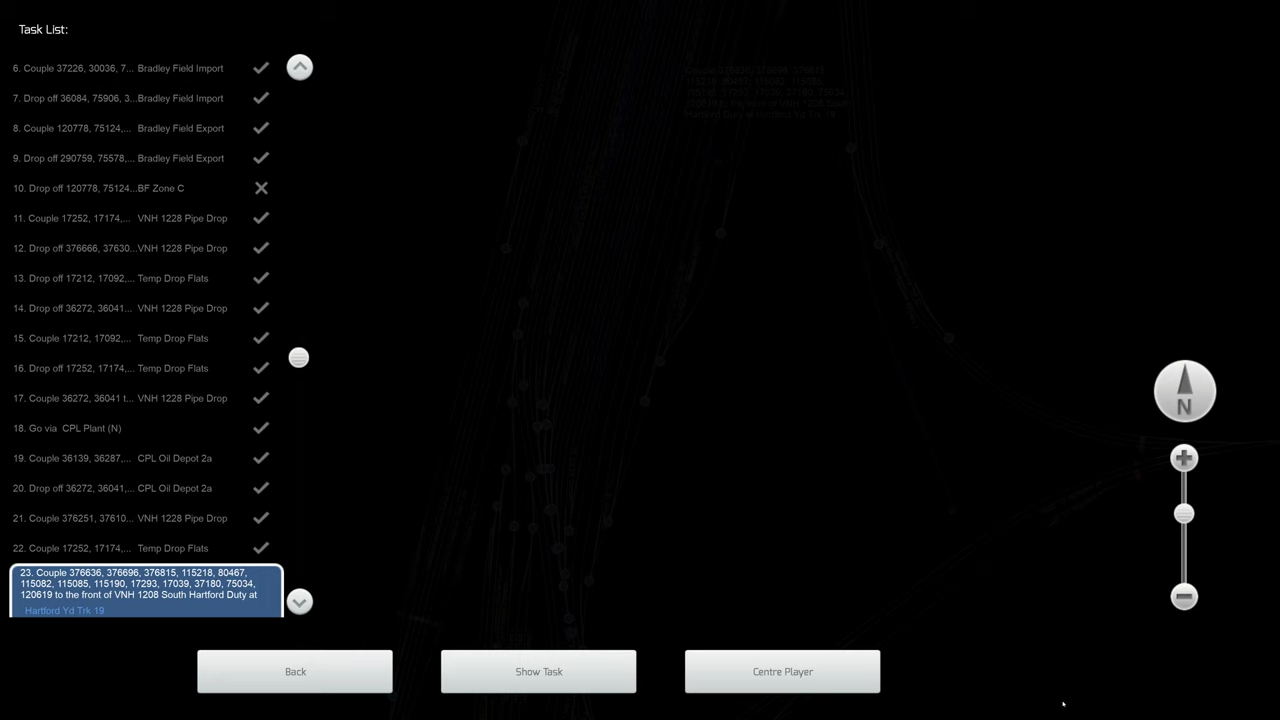 Task List:
6. Couple 37226, 30036, 7... Bradley Field Import
7. Drop off 36084, 75906, 3...Bradley Field Import
8. Couple 120778, 75124,... Bradley Field Export
9. Drop off 290759, 75578,... Bradley Field Export
10. Drop off 120778, 75124...BF Zone C
11. Couple 17252, 17174,... VNH 1228 Pipe Drop
12. Drop off 376666, 37630...VNH 1228 Pipe Drop
13. Drop off 17212, 17092,... Temp Drop Flats
14. Drop off 36272, 36041... VNH 1228 Pipe Drop
15. Couple 17212, 17092,... Temp Drop Flats
16. Drop off 17252, 17174,... Temp Drop Flats
17. Couple 36272, 36041 t... VNH 1228 Pipe Drop
18. Go via CPL Plant (N)
19. Couple 36139, 36287,... CPL Oil Depot 2a
20. Drop off 36272, 36041,... CPL Oil Depot 2a
21. Couple 376251, 37610... VNH 1228 Pipe Drop
22. Couple 17252, 17174,... Temp Drop Flats
23. Couple 376636, 376696, 376815, 115218, 80467,
115082, 115085, 115190, 17293, 17039, 37180, 75034,
120619 to the front of VNH 1208 South Hartford Duty at
Hartford Yd Trk 19
N
Back
Show Task
Centre Player